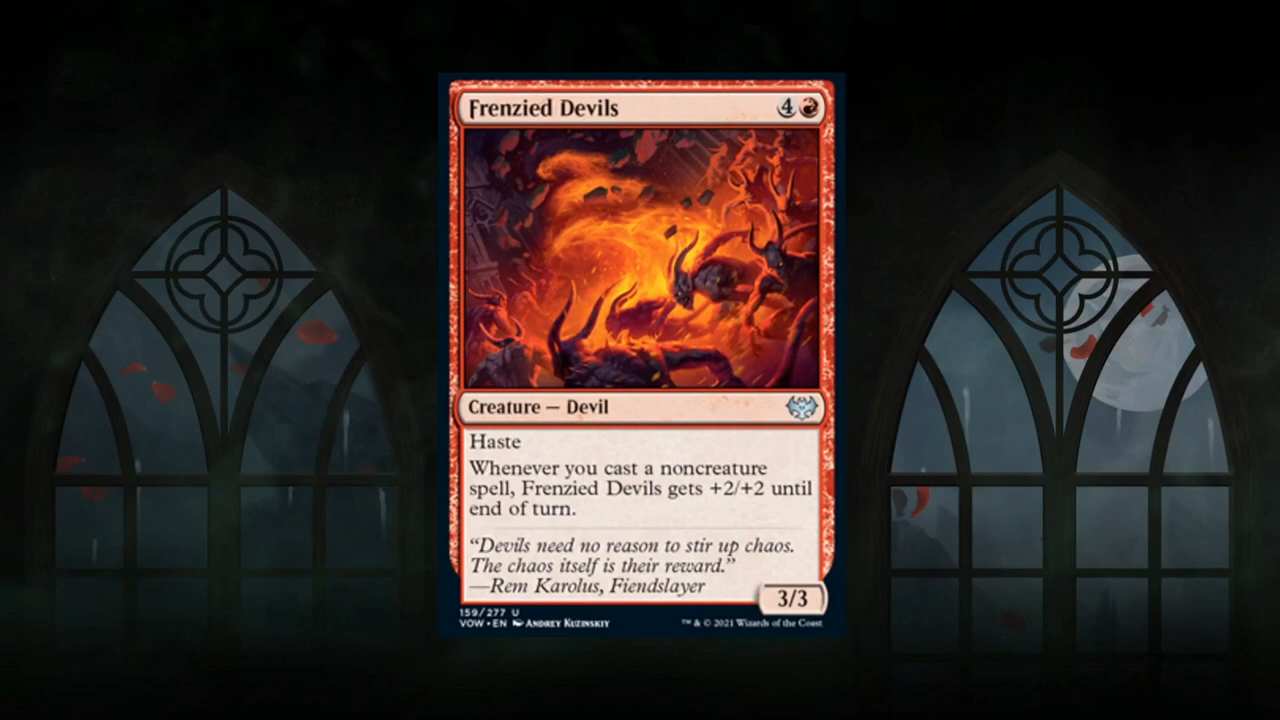 Frenzied Devils 4
Creature — Devil
Haste
Whenever you cast a noncreature
spell, Frenzied Devils gets +2/+2 until
end of turn.
“Devils need no reason to stir up chaos.
The chaos itself is their reward.”
—Rem Karolus, Fiendslayer
3/3
159/277 U
VOW • EN ANDREY KUZINSKIY
™ & © 2021 Wizards of the Coast